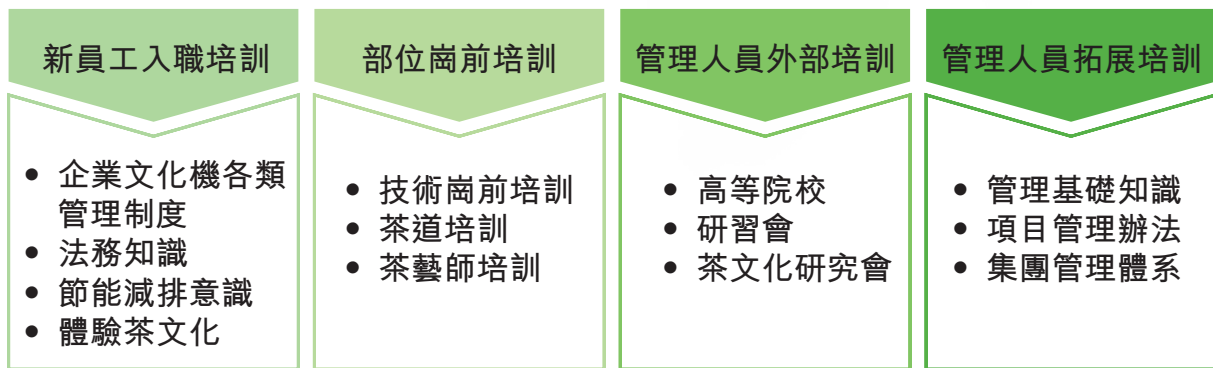 新員工入職培訓
• 企業文化機各類
管理制度
• 法務知識
• 節能減排意識
• 體驗茶文化
部位崗前培訓
• 技術崗前培訓
• 茶道培訓
• 茶藝師培訓
管理人員外部培訓
• 高等院校
• 研習會
• 茶文化研究會
管理人員拓展培訓
• 管理基礎知識
• 項目管理辦法
• 集團管理體系